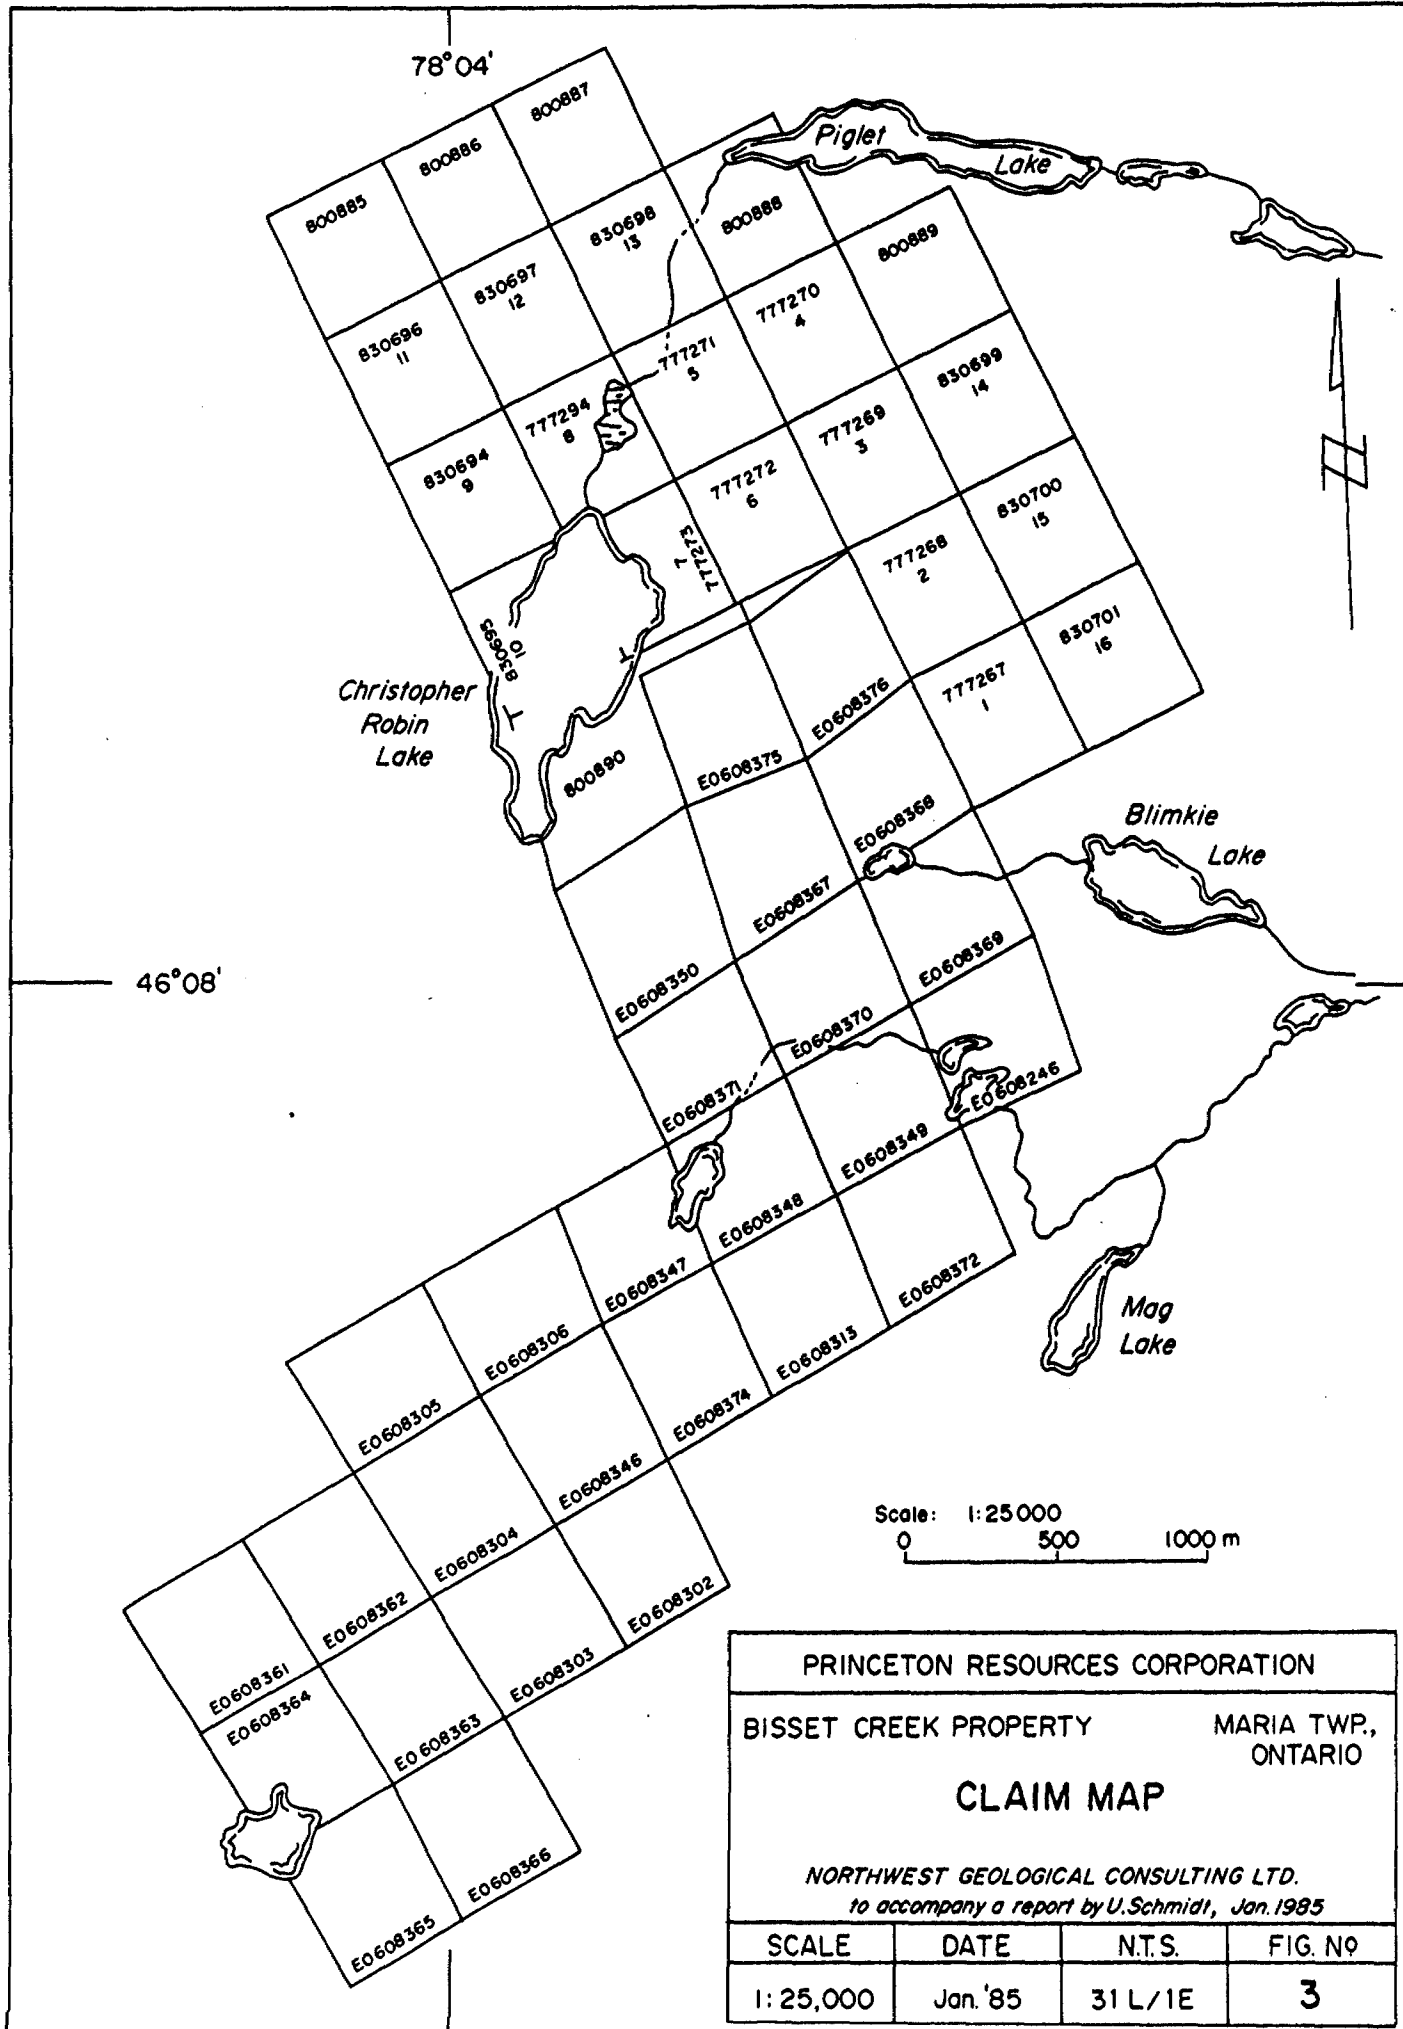 78°04'
800887
800886
800885
Piglet
Lake
800888
830698
13
800889
830697
12
830696
11
777270
4
777271
5
830699
14
777294
8
777269
3
830694
9
777272
6
830700
15
777273
7
777268
2
830701
16
830695
10
777267
1
Christopher
Robin
Lake
E0608376
E0608375
800890
E0608368
Blimkie
Lake
E0608367
E0608369
E0608350
46°08'
E0608370
E0608371
E0608246
E0608349
E0608348
E0608347
E0608372
Mag
Lake
E0608306
E0608313
E0608305
E0608374
E0608346
Scale: 1:25000
0 500 1000 m
E0608304
E0608302
E0608362
E0608303
E0608361
E0608364
E0608363
E0608366
E0608365
PRINCETON RESOURCES CORPORATION
BISSET CREEK PROPERTY
MARIA TWP.,
ONTARIO
CLAIM MAP
NORTHWEST GEOLOGICAL CONSULTING LTD.
to accompany a report by U.Schmidt, Jan.1985
SCALE DATE N.T.S. FIG. Nº
1:25,000 Jan.'85 31 L/1E 3